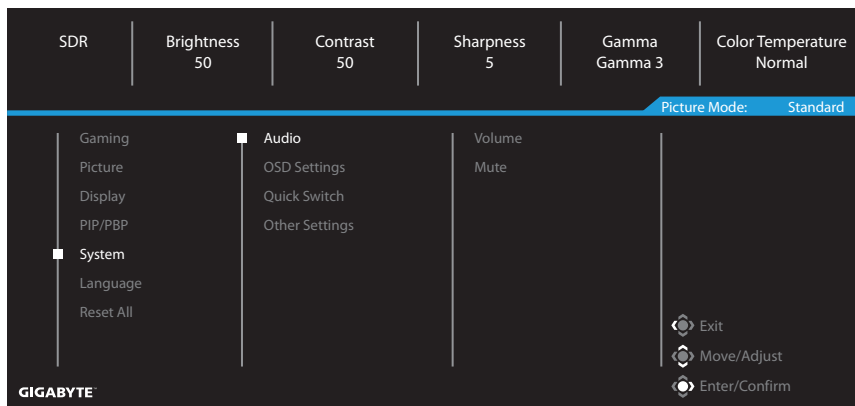 SDR
Brightness
50
Contrast
50
Sharpness
5
Gamma
Gamma 3
Color Temperature
Normal
Picture Mode: Standard
Gaming
Picture
Display
PIP/PBP
System
Language
Reset All
Audio
OSD Settings
Quick Switch
Other Settings
Volume
Mute
Exit
Move/Adjust
Enter/Confirm
GIGABYTE™